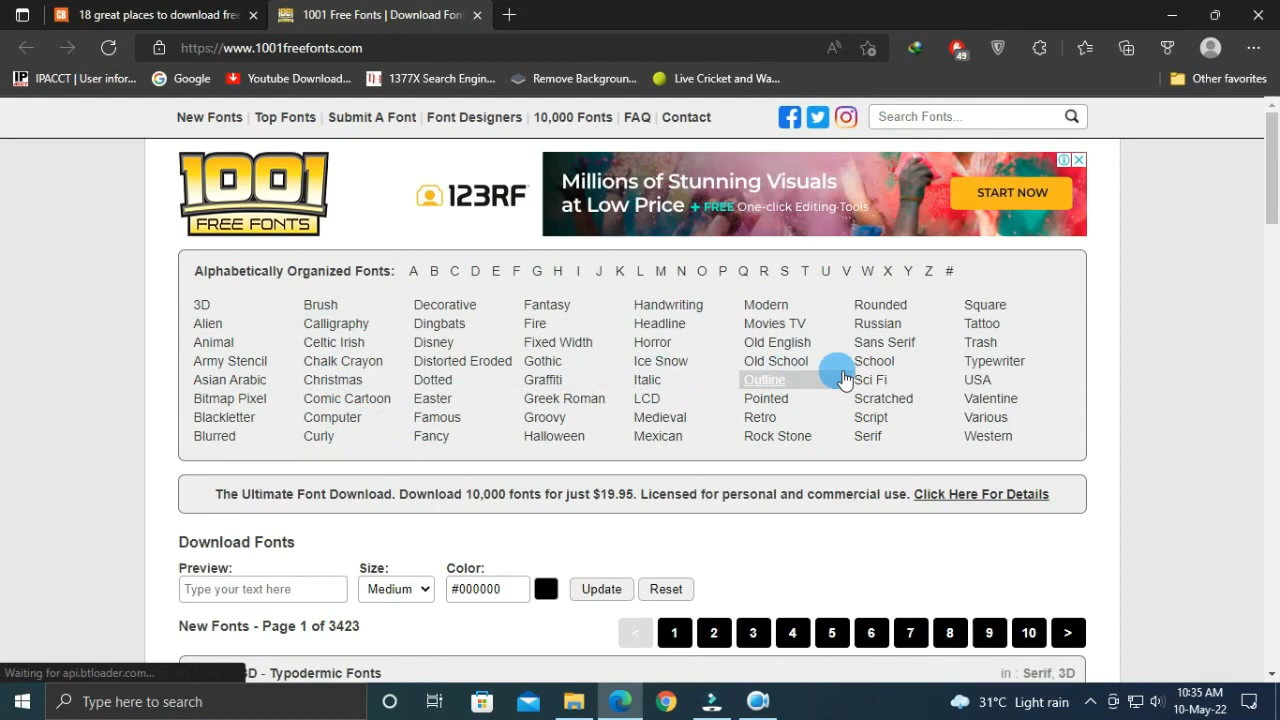 18 great places to download free
1001 Free Fonts | Download Font
https://www.1001freefonts.com
49
IPACCT | User infor...
Google
Youtube Download...
1377X Search Engin...
Remove Backgroun...
Live Cricket and Wa...
Other favorites
New Fonts | Top Fonts | Submit A Font | Font Designers | 10,000 Fonts | FAQ | Contact
Search Fonts...
1001
FREE FONTS
123RF
Millions of Stunning Visuals
at Low Price + FREE One-click Editing Tools
START NOW
Alphabetically Organized Fonts: A B C D E F G H I J K L M N O P Q R S T U V W X Y Z #
3D Brush Decorative Fantasy Handwriting Modern Rounded Square
Alien Calligraphy Dingbats Fire Headline Movies TV Russian Tattoo
Animal Celtic Irish Disney Fixed Width Horror Old English Sans Serif Trash
Army Stencil Chalk Crayon Distorted Eroded Gothic Ice Snow Old School School Typewriter
Asian Arabic Christmas Dotted Graffiti Italic Outline Sci Fi USA
Bitmap Pixel Comic Cartoon Easter Greek Roman LCD Pointed Scratched Valentine
Blackletter Computer Famous Groovy Medieval Retro Script Various
Blurred Curly Fancy Halloween Mexican Rock Stone Serif Western
The Ultimate Font Download. Download 10,000 fonts for just $19.95. Licensed for personal and commercial use. Click Here For Details
Download Fonts
Preview: Size: Color:
Type your text here Medium #000000 Update Reset
New Fonts - Page 1 of 3423
< 1 2 3 4 5 6 7 8 9 10 >
D - Typodermic Fonts
in : Serif, 3D
Waiting for api.btloader.com...
Type here to search
31°C Light rain
10:35 AM
10-May-22